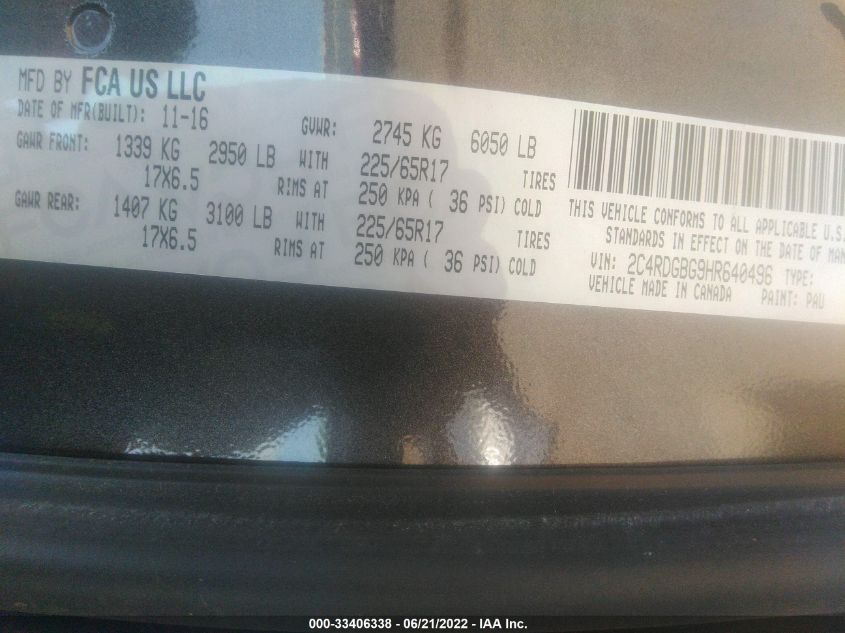 MFD BY FCA US LLC
DATE OF MFR(BUILT): 11-16 GVWR: 2745 KG 6050 LB
GAWR FRONT: 1339 KG 2950 LB WITH 225/65R17 TIRES
17X6.5 RIMS AT 250 KPA ( 36 PSI) COLD
GAWR REAR: 1407 KG 3100 LB WITH 225/65R17 TIRES
17X6.5 RIMS AT 250 KPA ( 36 PSI) COLD
THIS VEHICLE CONFORMS TO ALL APPLICABLE U.S.
STANDARDS IN EFFECT ON THE DATE OF MAN
VIN: 2C4RDGBG9HR640496 TYPE:
VEHICLE MADE IN CANADA PAINT: PAU
000-33406338 - 06/21/2022 - IAA Inc.